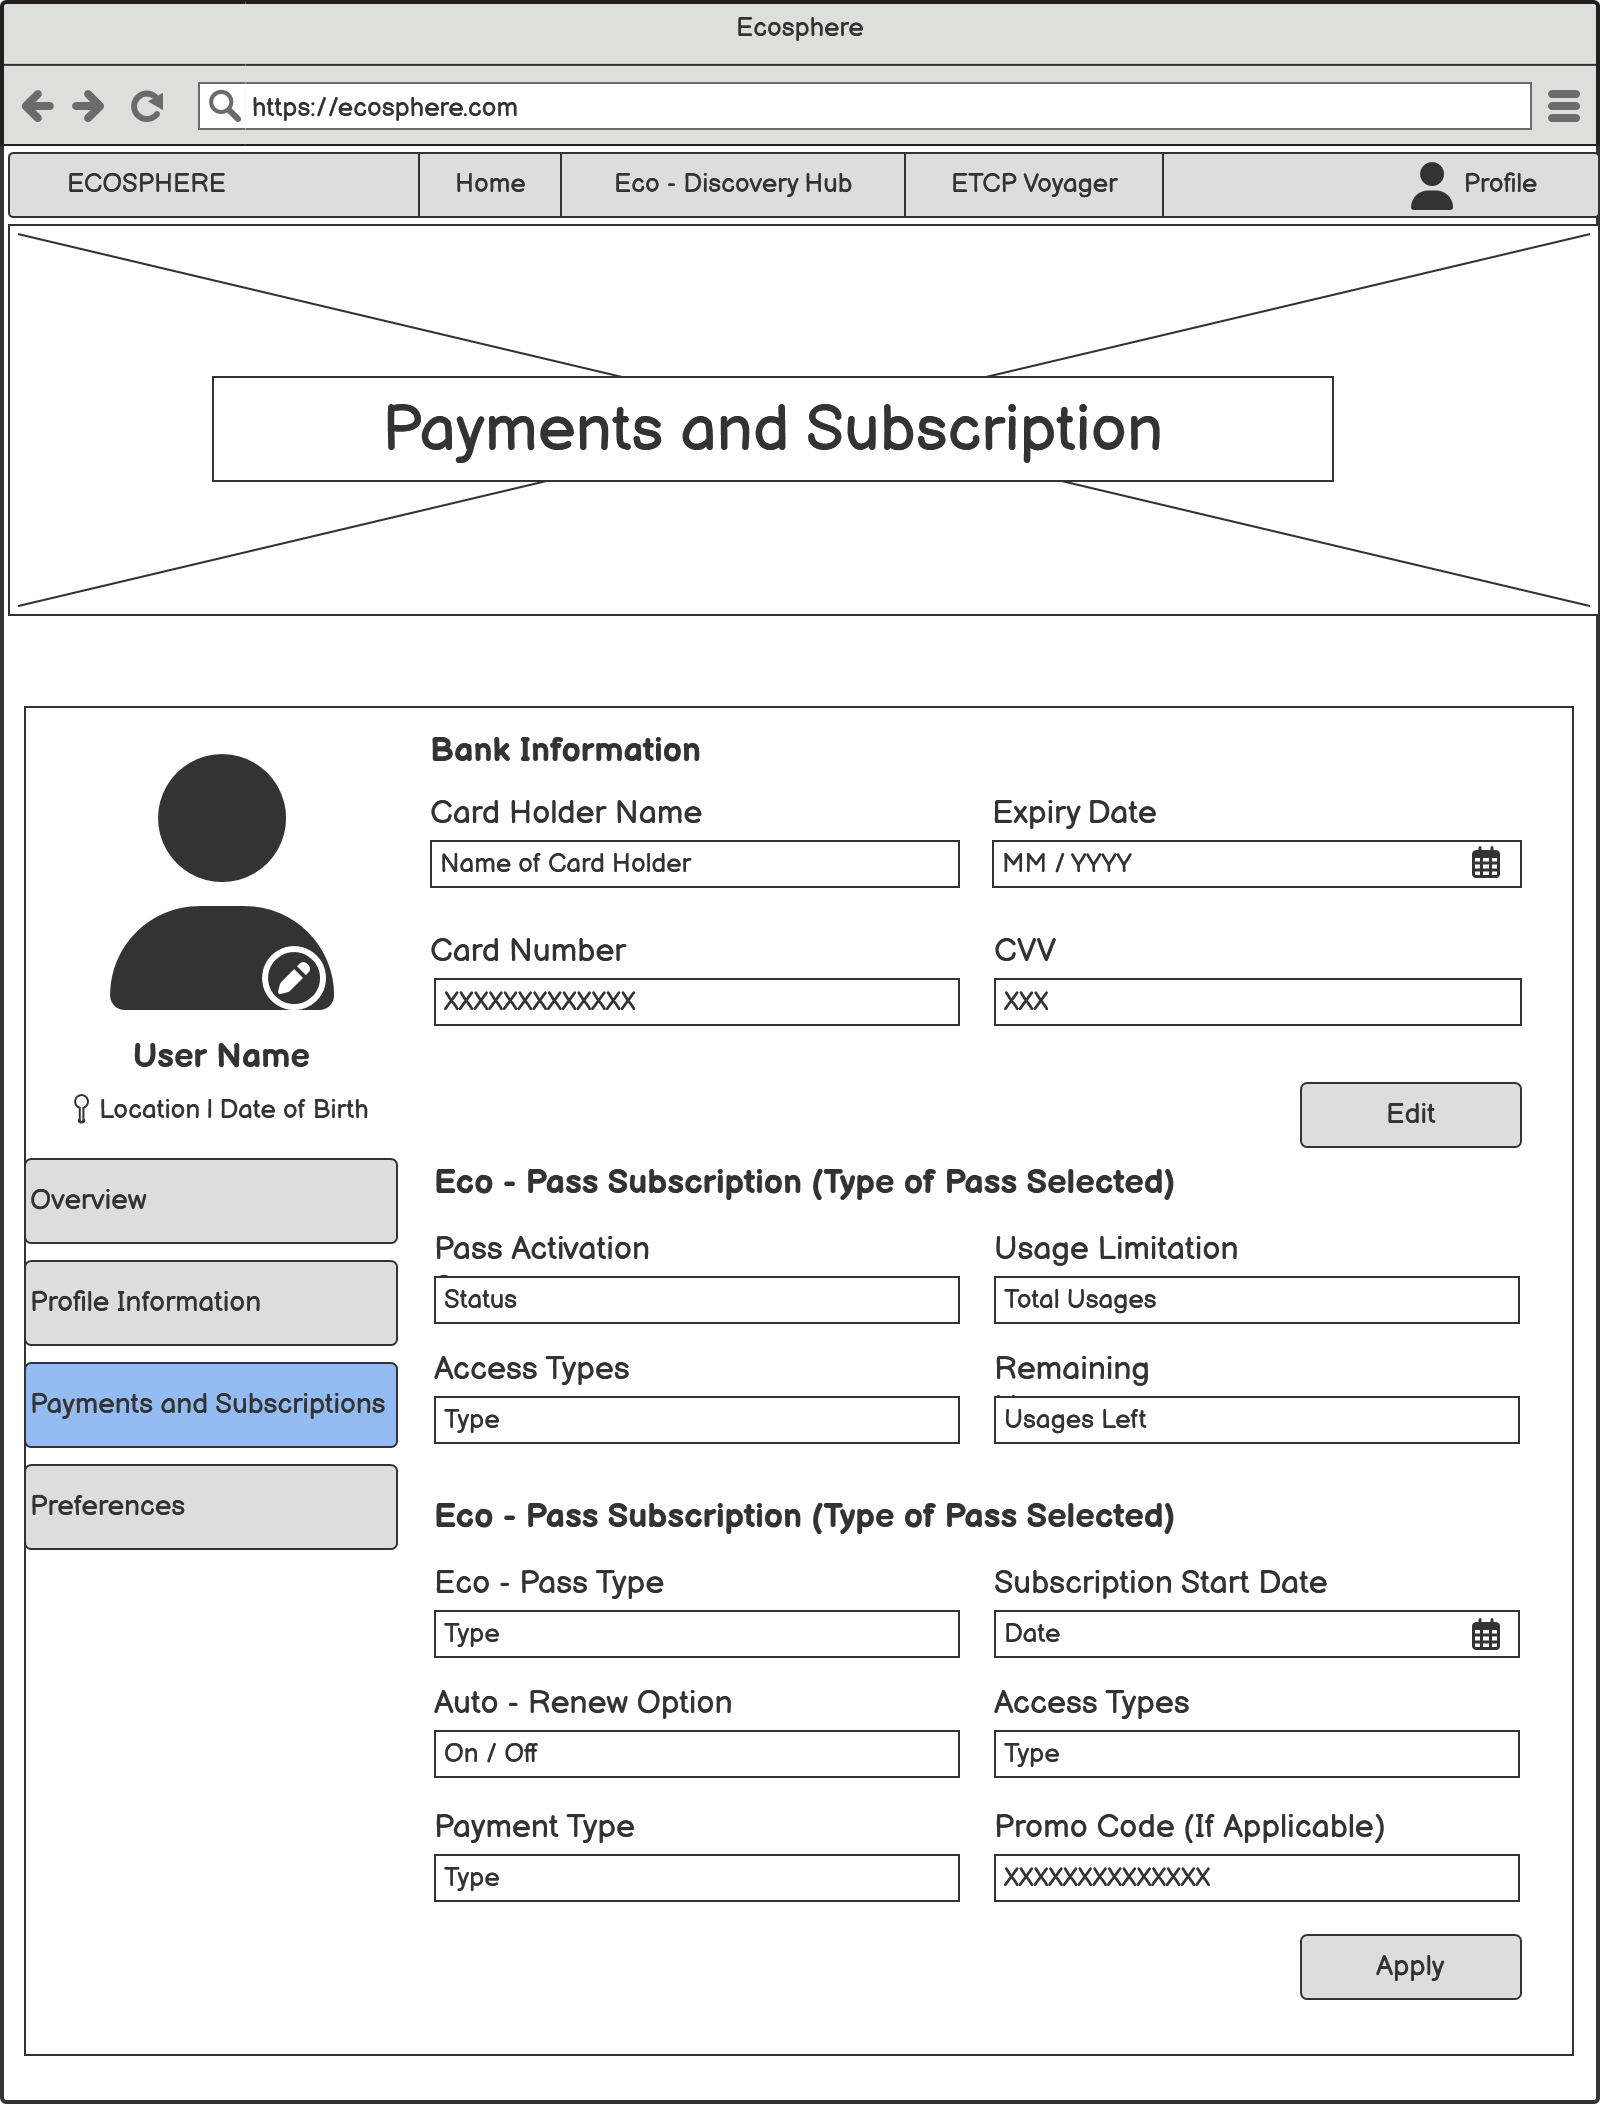 Ecosphere
https://ecosphere.com
ECOSPHERE Home Eco - Discovery Hub ETCP Voyager Profile
Payments and Subscription
Bank Information
Card Holder Name Expiry Date
Name of Card Holder MM / YYYY
Card Number CVV
XXXXXXXXXXXXX XXX
User Name
Location | Date of Birth
Edit
Overview
Profile Information
Payments and Subscriptions
Preferences
Eco - Pass Subscription (Type of Pass Selected)
Pass Activation Usage Limitation
Status Total Usages
Access Types Remaining
Type Usages Left
Eco - Pass Subscription (Type of Pass Selected)
Eco - Pass Type Subscription Start Date
Type Date
Auto - Renew Option Access Types
On / Off Type
Payment Type Promo Code (If Applicable)
Type XXXXXXXXXXXXXX
Apply